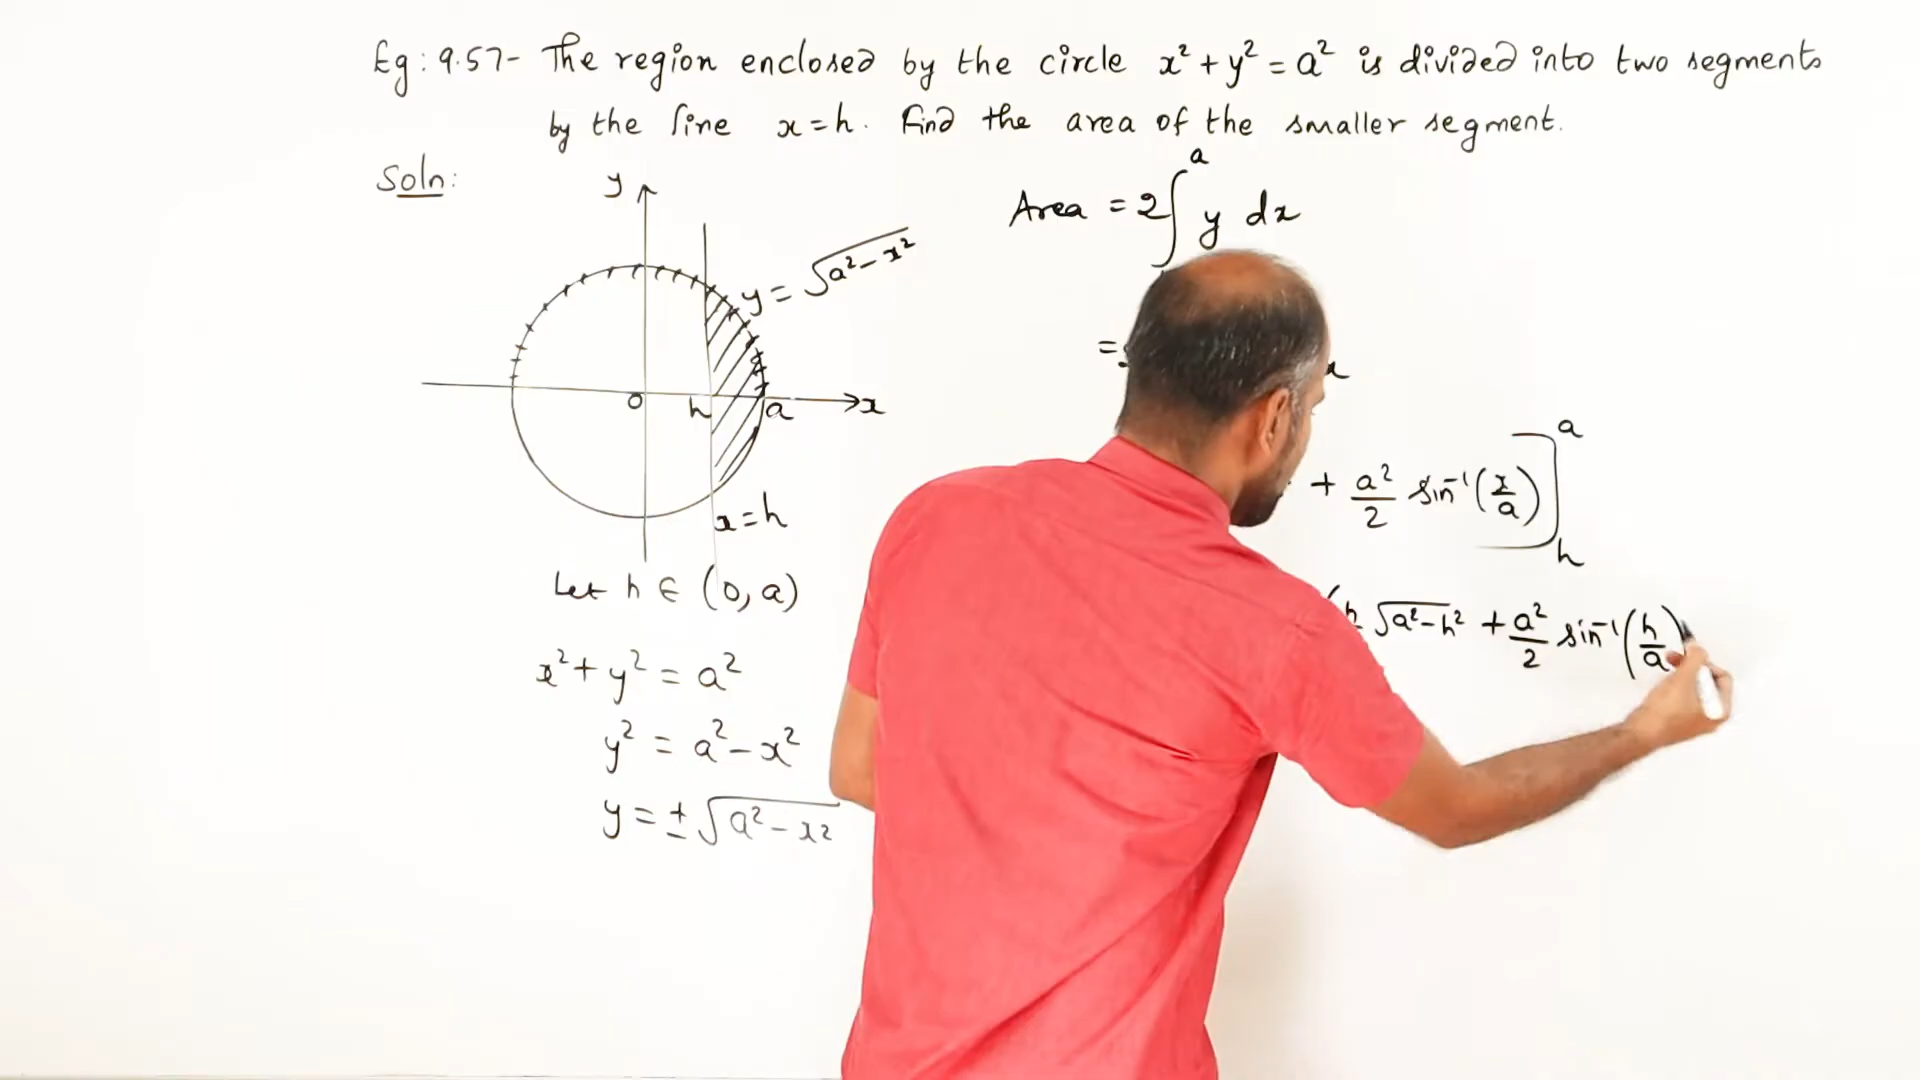 Eg: 9.57- The region enclosed by the circle x² + y² = a² is divided into two segments
by the line x = h. Find the area of the smaller segment.
Soln:
y
y = √(a² – x²)
O h a x
x = h
Let h ∈ (0, a)
x² + y² = a²
y² = a² – x²
y = ± √(a² – x²)
a
Area = 2∫ y dx
=
a
+ a²/2 sin⁻¹(x/a) ]
h
√(a² – h²) + a²/2 sin⁻¹(h/a)